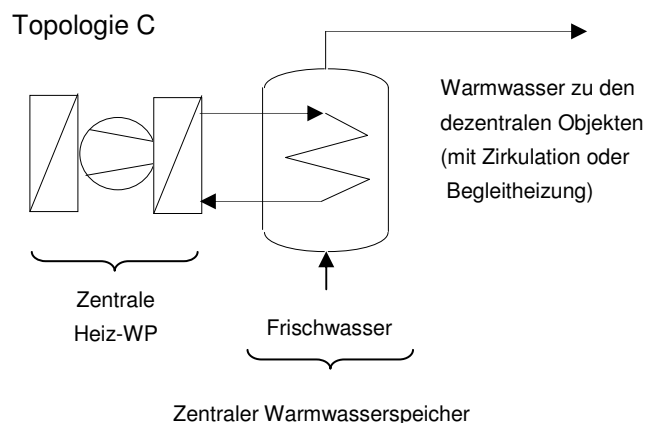 Topologie C
Warmwasser zu den
dezentralen Objekten
(mit Zirkulation oder
Begleitheizung)
Zentrale
Heiz-WP
Frischwasser
Zentraler Warmwasserspeicher